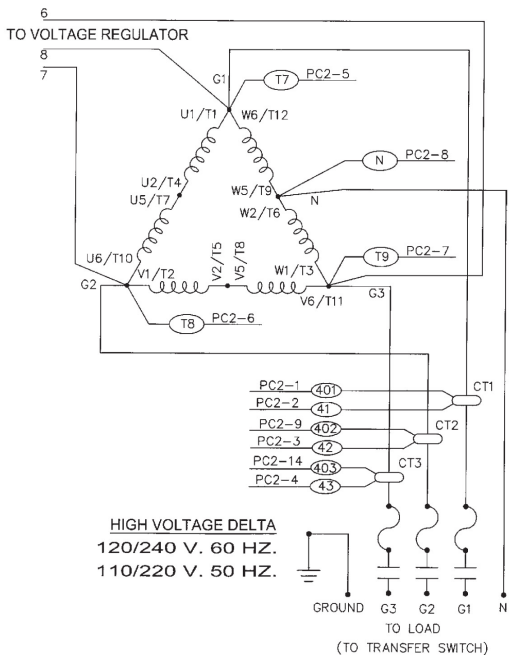 6
TO VOLTAGE REGULATOR
8
7
G1
T7 PC2-5
U1/T1 W6/T12
N PC2-8
U2/T4
U5/T7
W5/T9
W2/T6
N
U6/T10
V2/T5
V5/T8
T9 PC2-7
V1/T2
W1/T3
G2
V6/T11
G3
T8 PC2-6
PC2-1 401
CT1
PC2-2 41
PC2-9 402
CT2
PC2-3 42
PC2-14 403
CT3
PC2-4 43
HIGH VOLTAGE DELTA
120/240 V. 60 HZ.
110/220 V. 50 HZ.
GROUND G3 G2 G1 N
TO LOAD
(TO TRANSFER SWITCH)